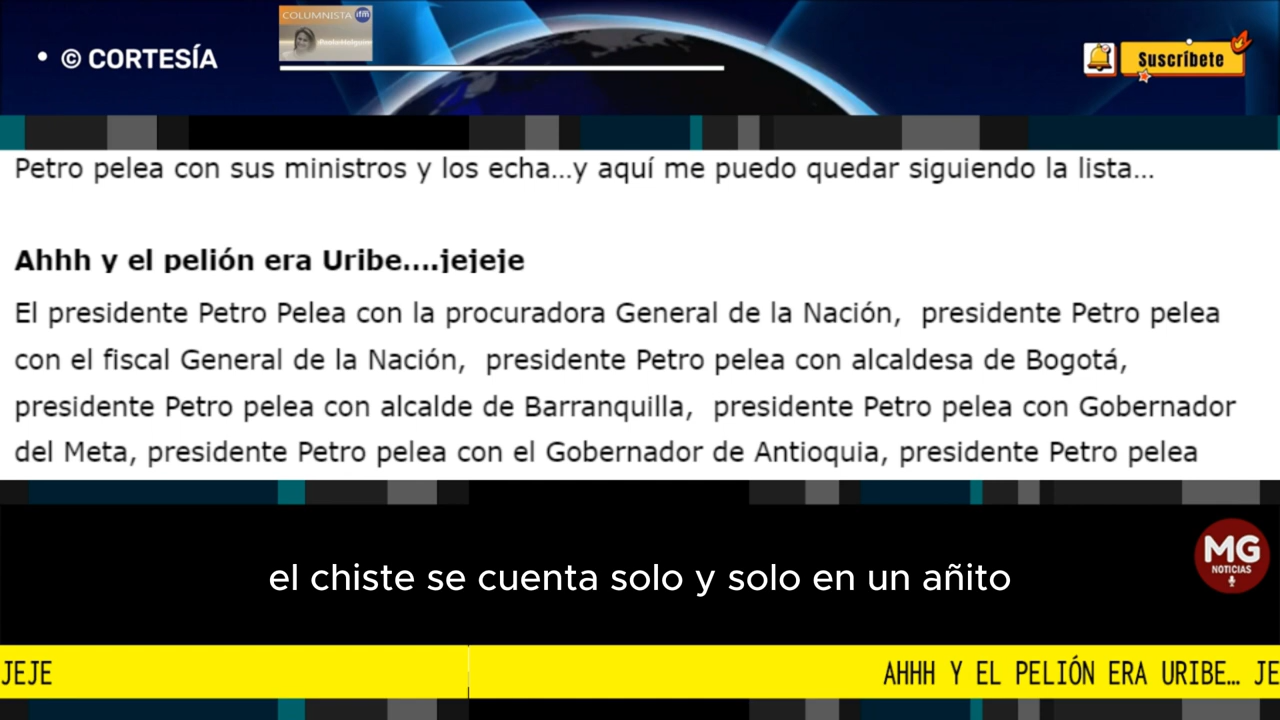 COLUMNISTA ifm
• © CORTESÍA
Suscríbete
Petro pelea con sus ministros y los echa...y aquí me puedo quedar siguiendo la lista...
Ahhh y el pelión era Uribe....jejeje
El presidente Petro Pelea con la procuradora General de la Nación, presidente Petro pelea
con el fiscal General de la Nación, presidente Petro pelea con alcaldesa de Bogotá,
presidente Petro pelea con alcalde de Barranquilla, presidente Petro pelea con Gobernador
del Meta, presidente Petro pelea con el Gobernador de Antioquia, presidente Petro pelea
MG
NOTICIAS
el chiste se cuenta solo y solo en un añito
JEJE AHHH Y EL PELIÓN ERA URIBE... JE